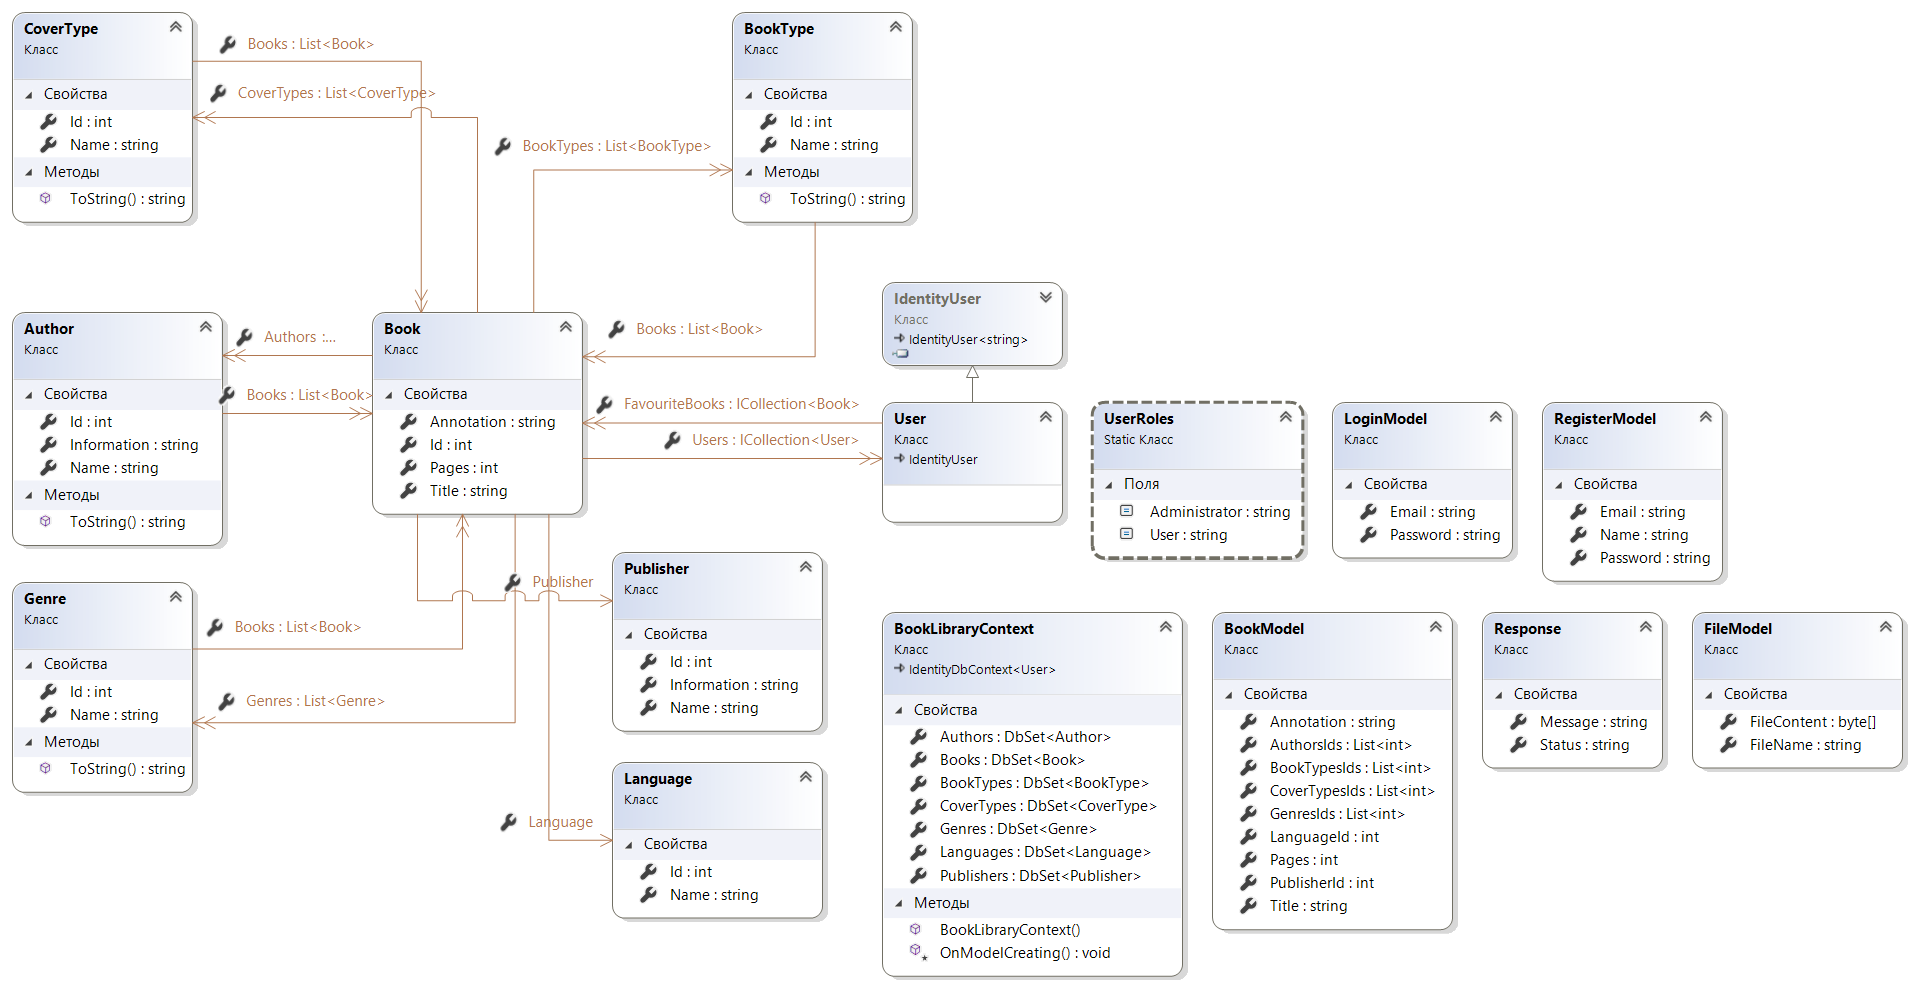 CoverType
Класс
Свойства
Id : int
Name : string
Методы
ToString() : string
Books : List<Book>
CoverTypes : List<CoverType>
BookType
Класс
Свойства
Id : int
Name : string
Методы
ToString() : string
BookTypes : List<BookType>
Author
Класс
Свойства
Id : int
Information : string
Name : string
Методы
ToString() : string
Authors :...
Books : List<Book>
Book
Класс
Свойства
Annotation : string
Id : int
Pages : int
Title : string
Books : List<Book>
FavouriteBooks : ICollection<Book>
Users : ICollection<User>
IdentityUser
Класс
IdentityUser<string>
User
Класс
IdentityUser
UserRoles
Static Класс
Поля
Administrator : string
User : string
LoginModel
Класс
Свойства
Email : string
Password : string
RegisterModel
Класс
Свойства
Email : string
Name : string
Password : string
Genre
Класс
Свойства
Id : int
Name : string
Методы
ToString() : string
Books : List<Book>
Genres : List<Genre>
Publisher
Publisher
Класс
Свойства
Id : int
Information : string
Name : string
Language
Language
Класс
Свойства
Id : int
Name : string
BookLibraryContext
Класс
IdentityDbContext<User>
Свойства
Authors : DbSet<Author>
Books : DbSet<Book>
BookTypes : DbSet<BookType>
CoverTypes : DbSet<CoverType>
Genres : DbSet<Genre>
Languages : DbSet<Language>
Publishers : DbSet<Publisher>
Методы
BookLibraryContext()
OnModelCreating() : void
BookModel
Класс
Свойства
Annotation : string
AuthorsIds : List<int>
BookTypesIds : List<int>
CoverTypesIds : List<int>
GenresIds : List<int>
LanguageId : int
Pages : int
PublisherId : int
Title : string
Response
Класс
Свойства
Message : string
Status : string
FileModel
Класс
Свойства
FileContent : byte[]
FileName : string